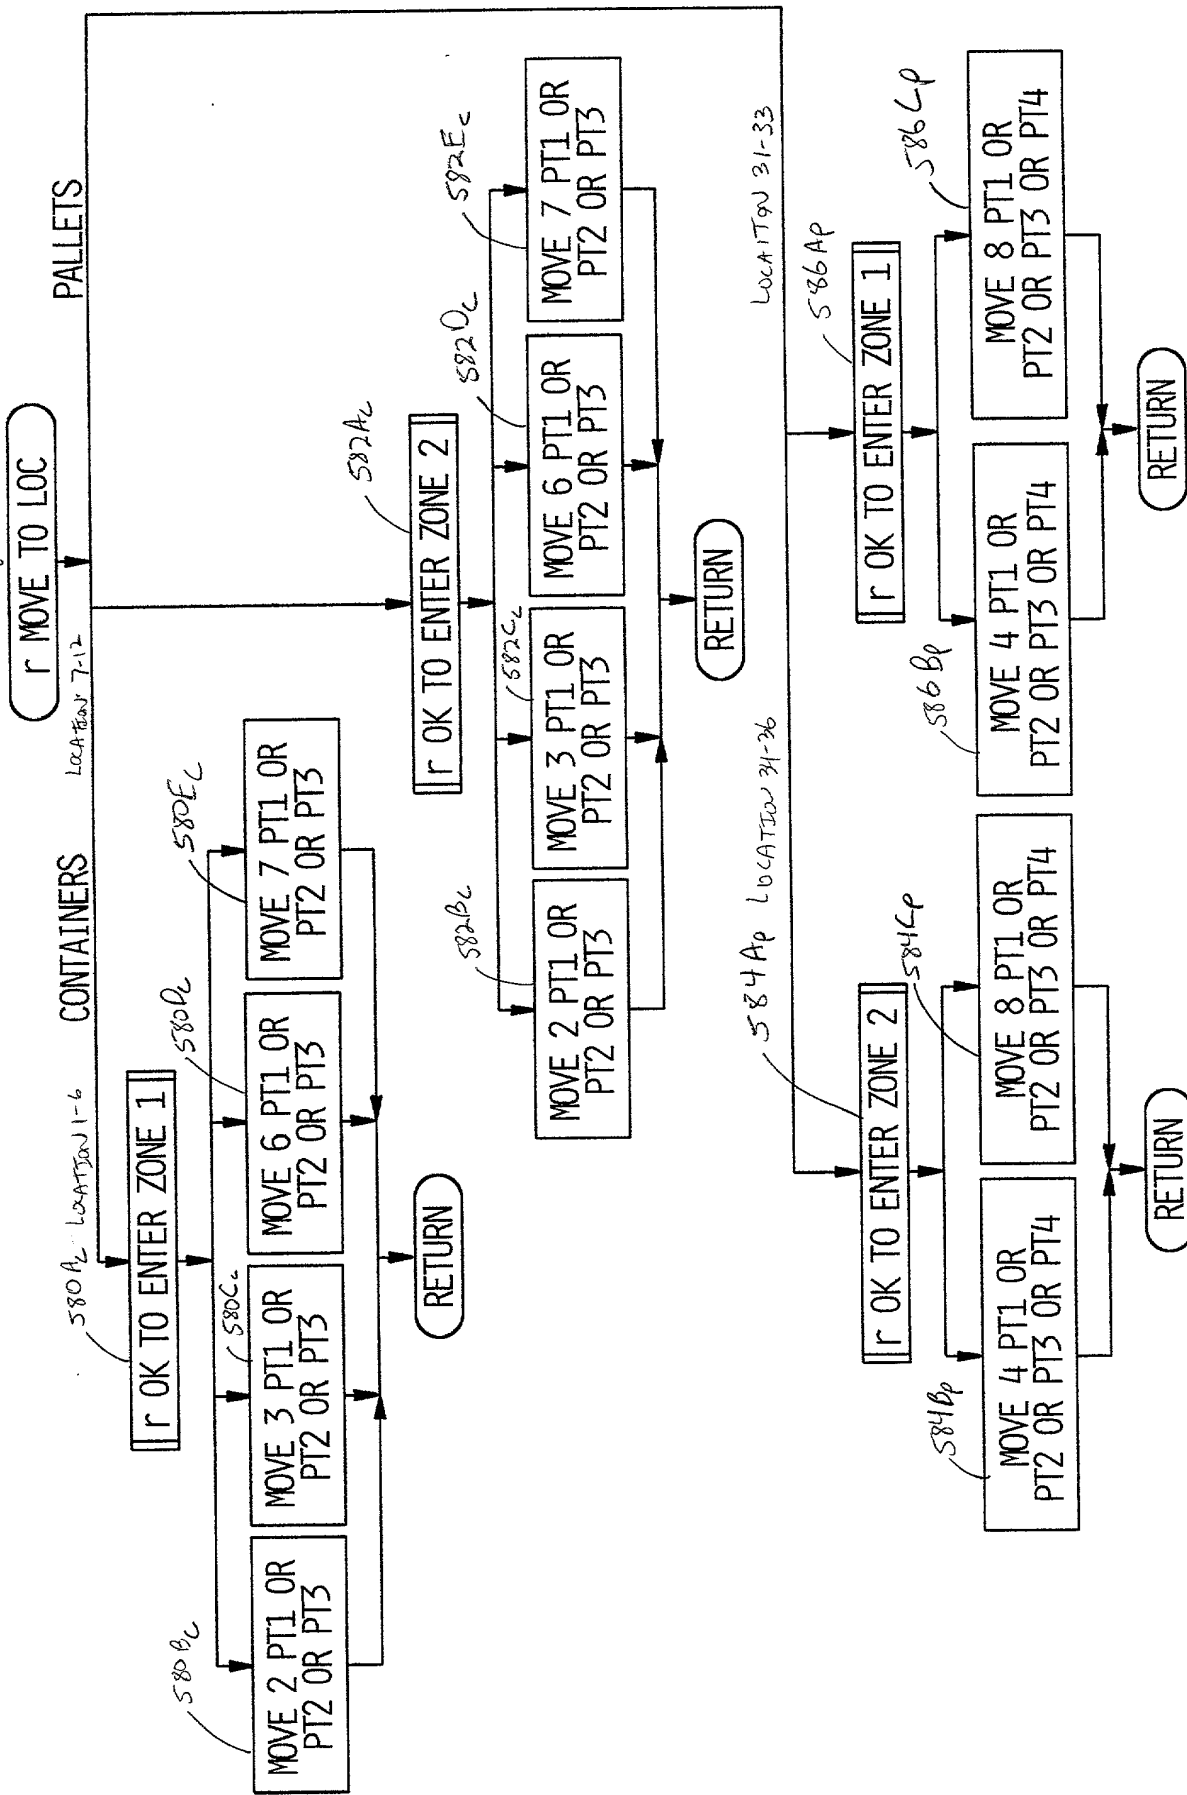 r MOVE TO LOC
CONTAINERS
PALLETS
LOCATION 7-12
580Ac LOCATION 1-6
r OK TO ENTER ZONE 1
580Bc
MOVE 2 PT1 OR
PT2 OR PT3
580Cc
MOVE 3 PT1 OR
PT2 OR PT3
580Dc
MOVE 6 PT1 OR
PT2 OR PT3
580Ec
MOVE 7 PT1 OR
PT2 OR PT3
RETURN
582Ac
r OK TO ENTER ZONE 2
582Bc
MOVE 2 PT1 OR
PT2 OR PT3
582Cc
MOVE 3 PT1 OR
PT2 OR PT3
582Dc
MOVE 6 PT1 OR
PT2 OR PT3
582Ec
MOVE 7 PT1 OR
PT2 OR PT3
RETURN
584Ap LOCATION 34-36
r OK TO ENTER ZONE 2
584Bp
MOVE 4 PT1 OR
PT2 OR PT3 OR PT4
584Cp
MOVE 8 PT1 OR
PT2 OR PT3 OR PT4
RETURN
LOCAITON 31-33
586Ap
r OK TO ENTER ZONE 1
586Bp
MOVE 4 PT1 OR
PT2 OR PT3 OR PT4
586Cp
MOVE 8 PT1 OR
PT2 OR PT3 OR PT4
RETURN